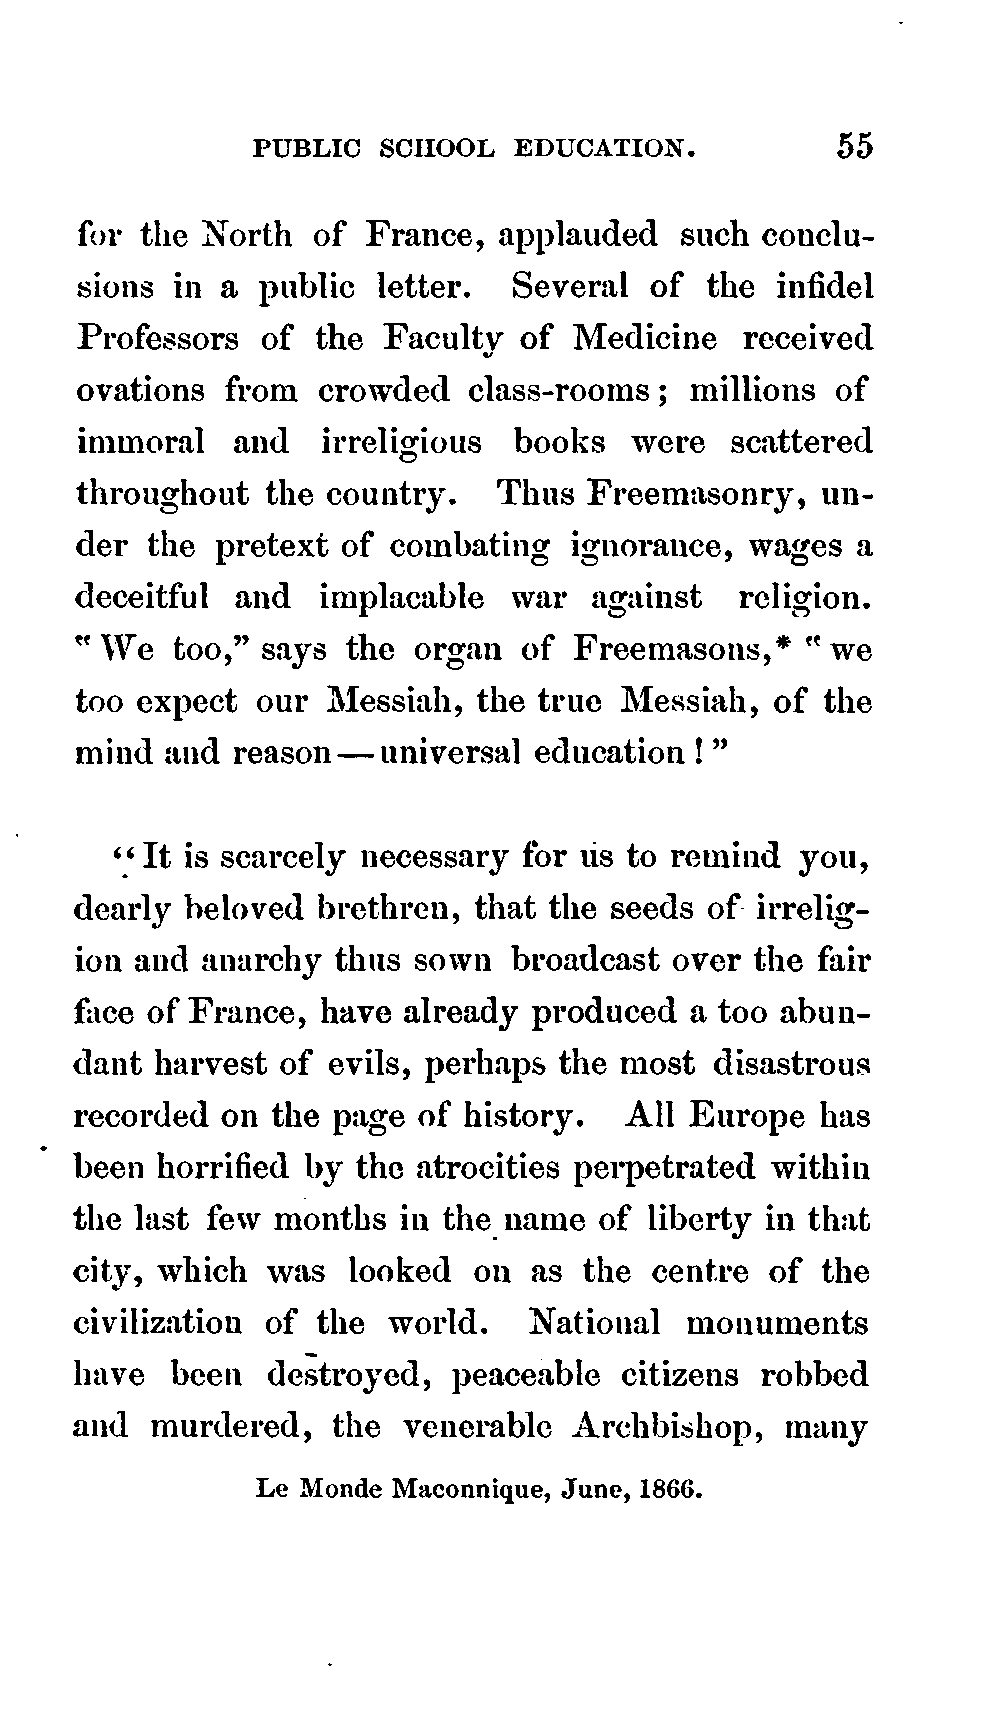 PUBLIC SCHOOL EDUCATION. 55
for the North of France, applauded such conclu-
sions in a public letter. Several of the infidel
Professors of the Faculty of Medicine received
ovations from crowded class-rooms; millions of
immoral and irreligious books were scattered
throughout the country. Thus Freemasonry, un-
der the pretext of combating ignorance, wages a
deceitful and implacable war against religion.
"We too," says the organ of Freemasons,* "we
too expect our Messiah, the true Messiah, of the
mind and reason—universal education!"
"It is scarcely necessary for us to remind you,
dearly beloved brethren, that the seeds of irrelig-
ion and anarchy thus sown broadcast over the fair
face of France, have already produced a too abun-
dant harvest of evils, perhaps the most disastrous
recorded on the page of history. All Europe has
been horrified by the atrocities perpetrated within
the last few months in the name of liberty in that
city, which was looked on as the centre of the
civilization of the world. National monuments
have been destroyed, peaceable citizens robbed
and murdered, the venerable Archbishop, many
Le Monde Maconnique, June, 1866.